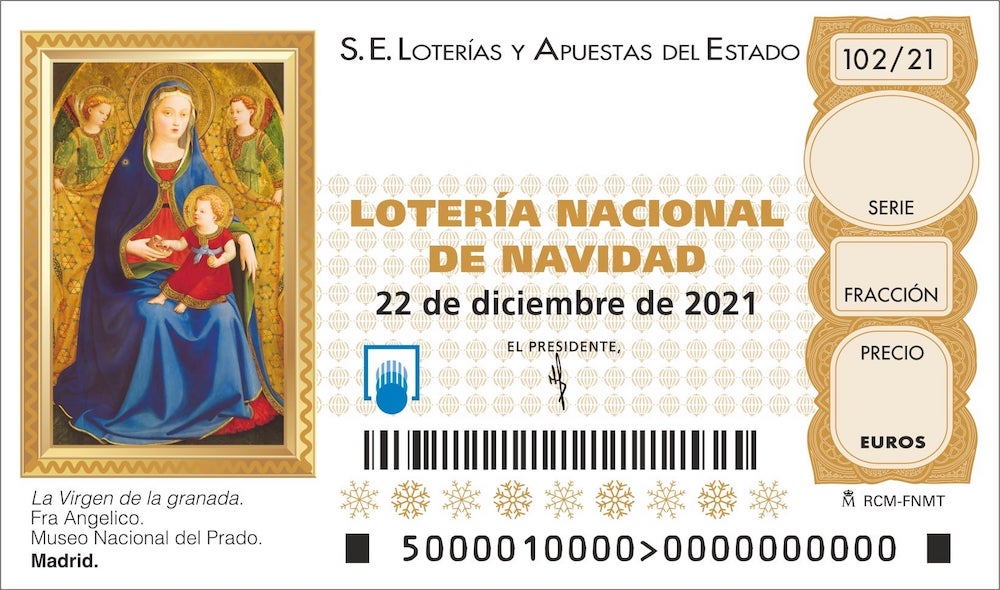 S. E. LOTERÍAS Y APUESTAS DEL ESTADO
102/21
SERIE
LOTERÍA NACIONAL
DE NAVIDAD
22 de diciembre de 2021
FRACCIÓN
EL PRESIDENTE,
PRECIO
EUROS
RCM-FNMT
La Virgen de la granada.
Fra Angelico.
Museo Nacional del Prado.
Madrid.
5000010000>0000000000